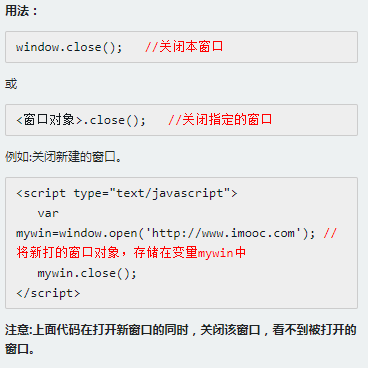 用法：
window.close();   //关闭本窗口
或
<窗口对象>.close();   //关闭指定的窗口
例如:关闭新建的窗口。
<script type="text/javascript">
   var
mywin=window.open('http://www.imooc.com'); //
将新打的窗口对象，存储在变量mywin中
   mywin.close();
</script>
注意:上面代码在打开新窗口的同时，关闭该窗口，看不到被打开的
窗口。